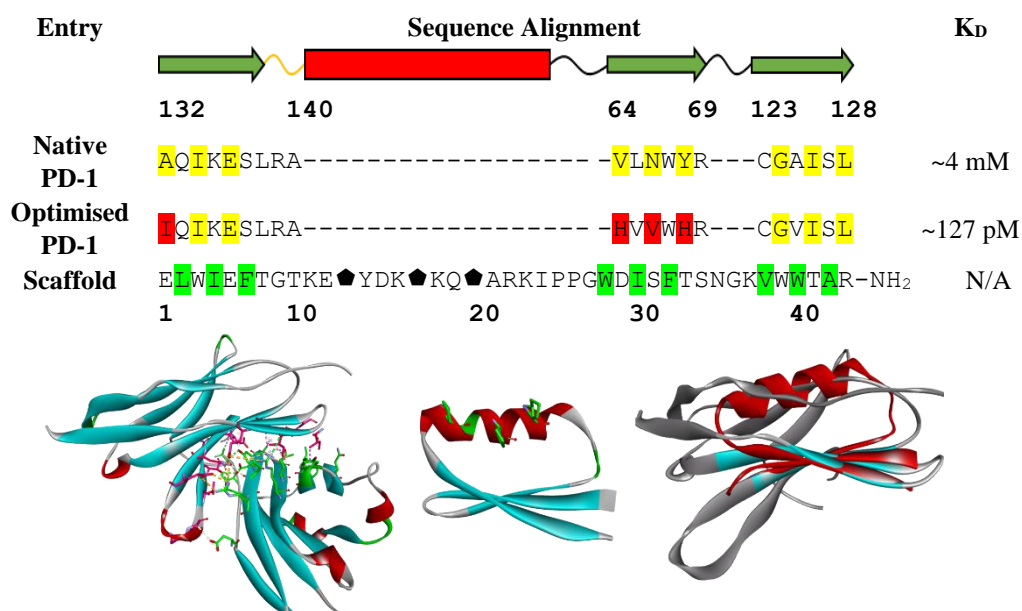 Entry Sequence Alignment K_D
132 140 64 69 123 128
Native PD-1 AQIKESLRA------------------VLNWYR---CGAISL ~4 mM
Optimised PD-1 IQIKESLRA------------------HVVWHR---CGVISL ~127 pM
Scaffold ELWIEFTGTKE⬟YDK⬟KQ⬟ARKIPPGWDISFTSNGKVWWTAR-NH₂ N/A
1 10 20 30 40